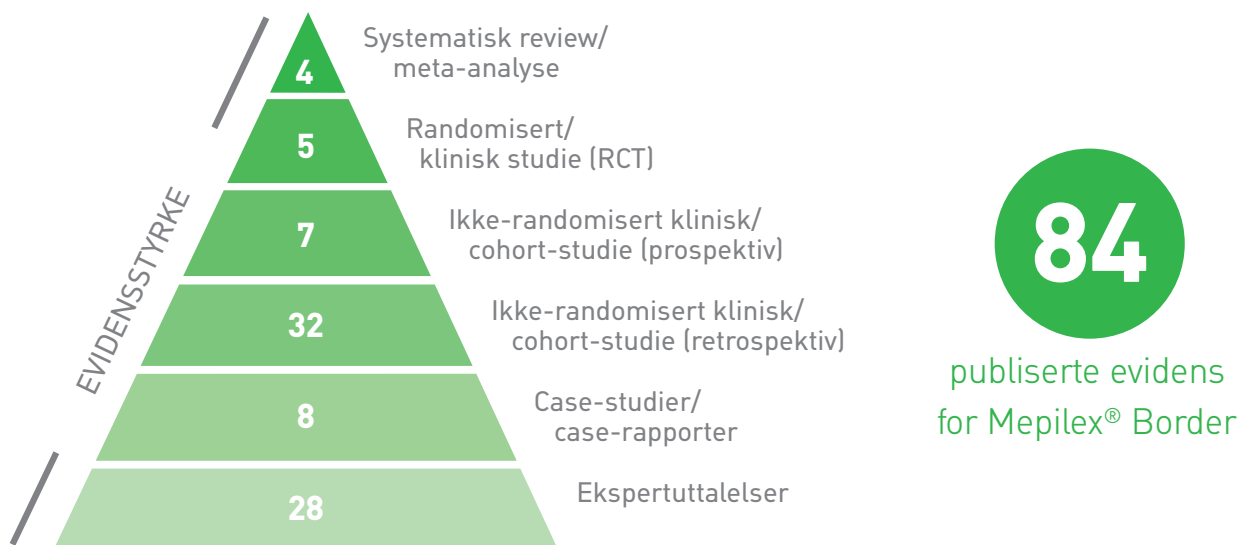 4
Systematisk review/
meta-analyse
5
Randomisert/
klinisk studie (RCT)
7
Ikke-randomisert klinisk/
cohort-studie (prospektiv)
32
Ikke-randomisert klinisk/
cohort-studie (retrospektiv)
8
Case-studier/
case-rapporter
28
Ekspertuttalelser
EVIDENSSTYRKE
84
publiserte evidens
for Mepilex® Border